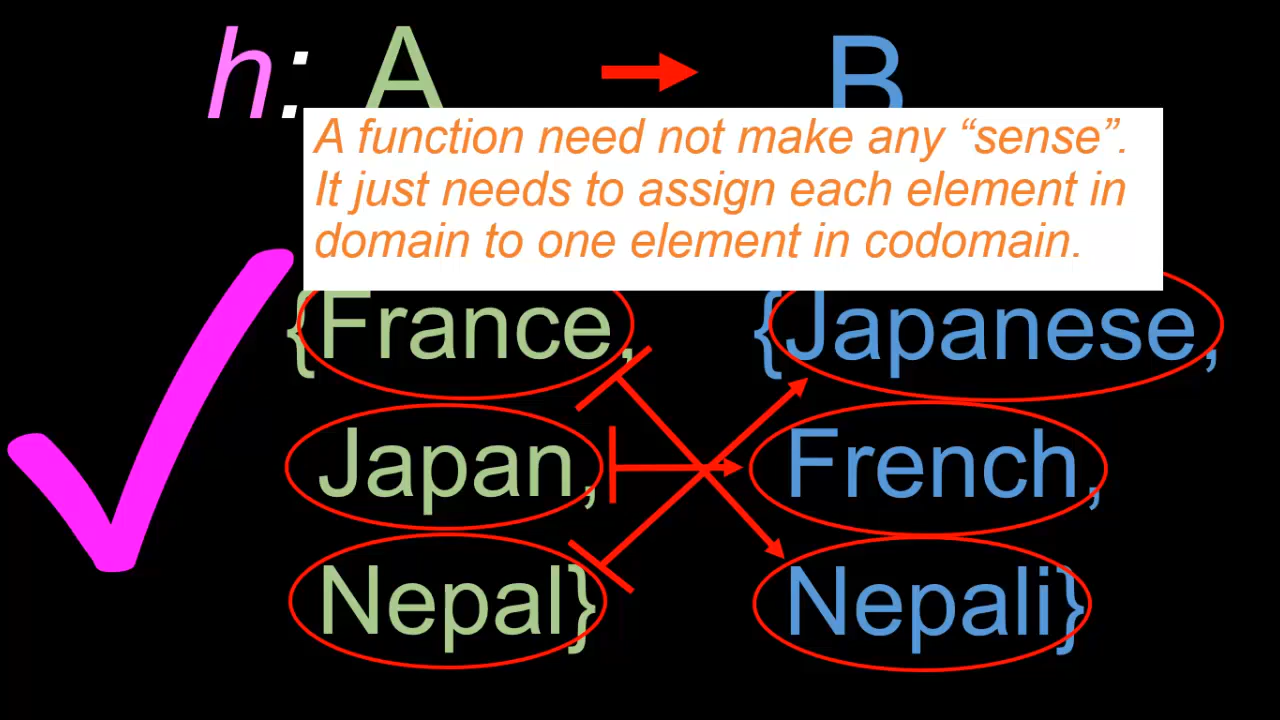 h: A → B
A function need not make any “sense”.
It just needs to assign each element in
domain to one element in codomain.
{France, {Japanese,
Japan, French,
Nepal} Nepali}